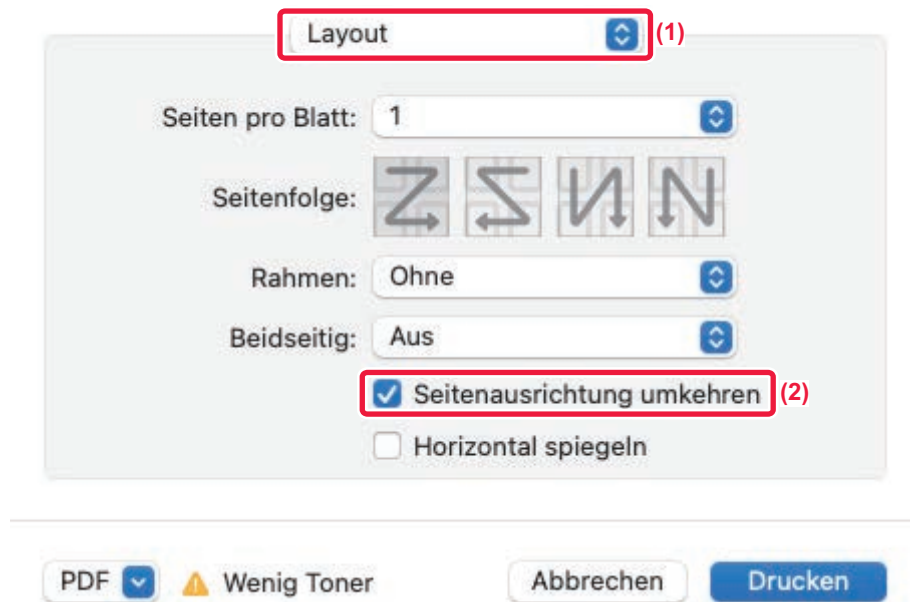 Layout (1)
Seiten pro Blatt: 1
Seitenfolge:
Rahmen: Ohne
Beidseitig: Aus
Seitenausrichtung umkehren (2)
Horizontal spiegeln
PDF Wenig Toner Abbrechen Drucken